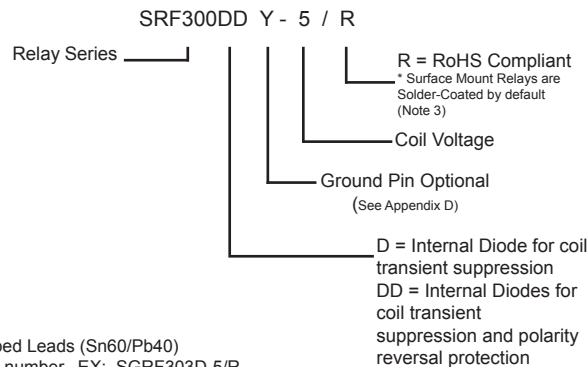 SRF300DD Y - 5 / R
Relay Series
R = RoHS Compliant
* Surface Mount Relays are
Solder-Coated by default
(Note 3)
Coil Voltage
Ground Pin Optional
(See Appendix D)
D = Internal Diode for coil
transient suppression
DD = Internal Diodes for
coil transient
suppression and polarity
reversal protection
Leads (Sn60/Pb40)
number. EX: SGRF303D-5/R